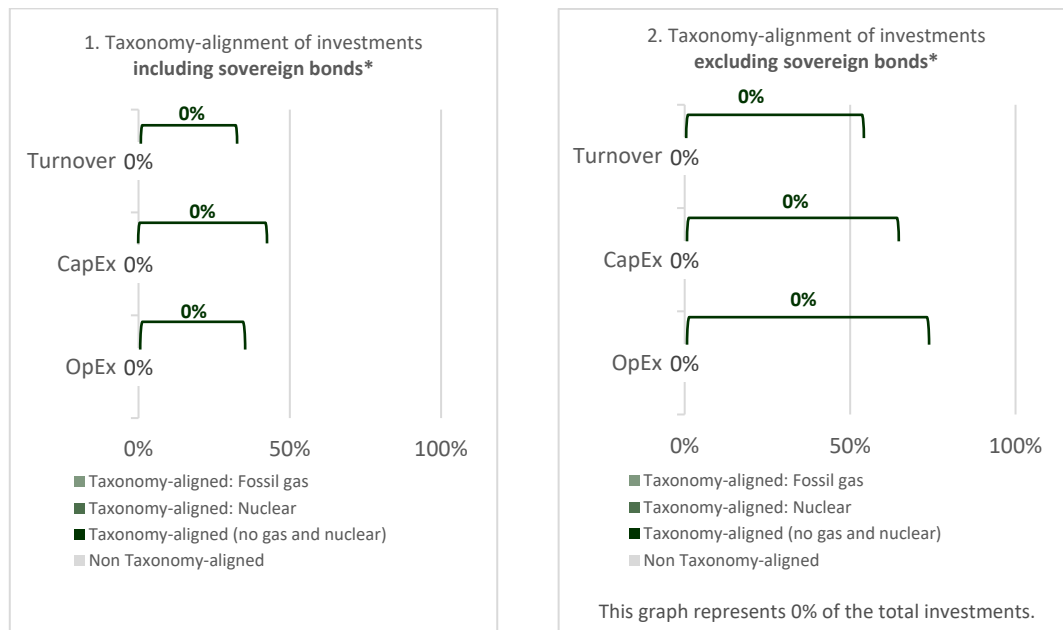 1. Taxonomy-alignment of investments
including sovereign bonds*
0%
Turnover 0%
0%
CapEx 0%
0%
OpEx 0%
0% 50% 100%
Taxonomy-aligned: Fossil gas
Taxonomy-aligned: Nuclear
Taxonomy-aligned (no gas and nuclear)
Non Taxonomy-aligned
2. Taxonomy-alignment of investments
excluding sovereign bonds*
0%
Turnover 0%
0%
CapEx 0%
0%
OpEx 0%
0% 50% 100%
Taxonomy-aligned: Fossil gas
Taxonomy-aligned: Nuclear
Taxonomy-aligned (no gas and nuclear)
Non Taxonomy-aligned
This graph represents 0% of the total investments.